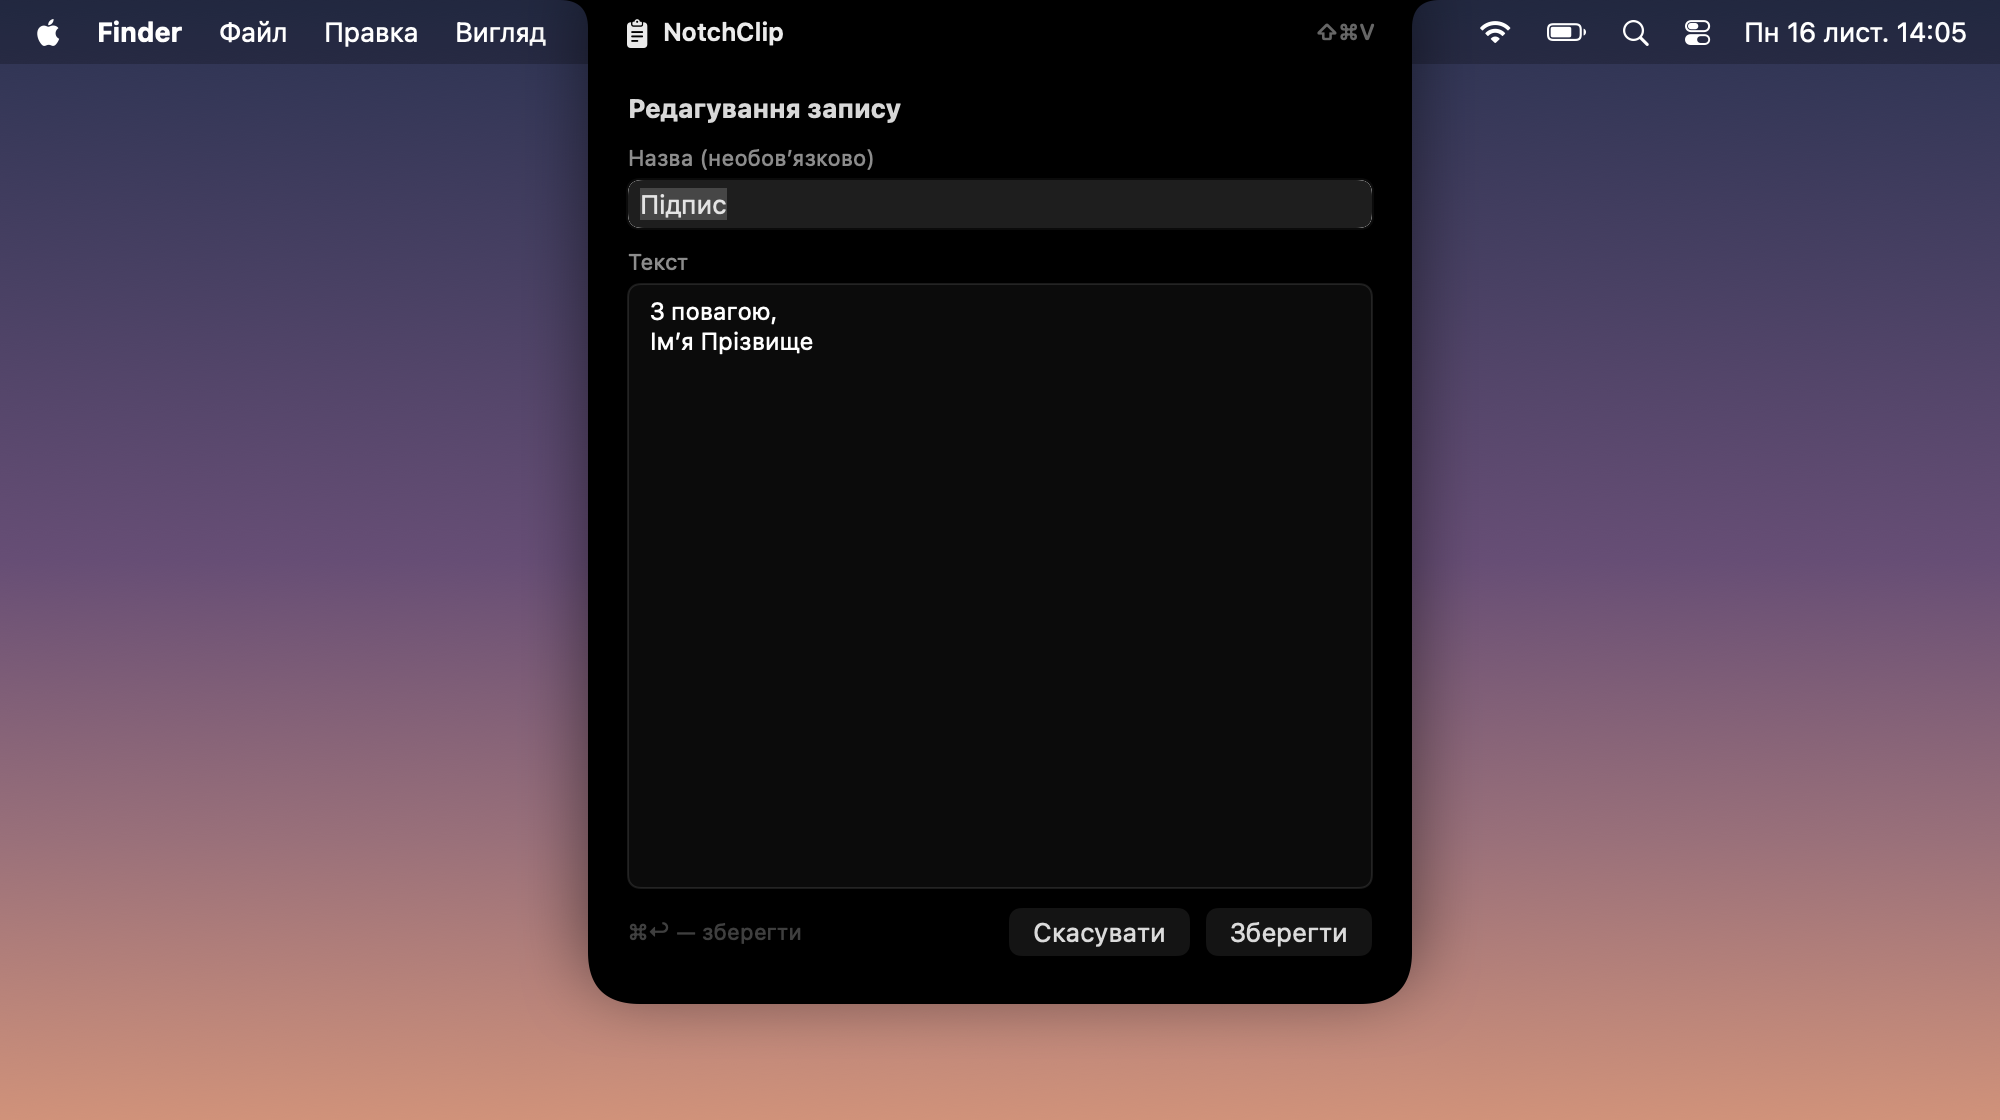 Finder Файл Правка Вигляд NotchClip ⇧⌘V Пн 16 лист. 14:05
Редагування запису
Назва (необов’язково)
Підпис
Текст
З повагою,
Ім’я Прізвище
⌘↩ — зберегти Скасувати Зберегти